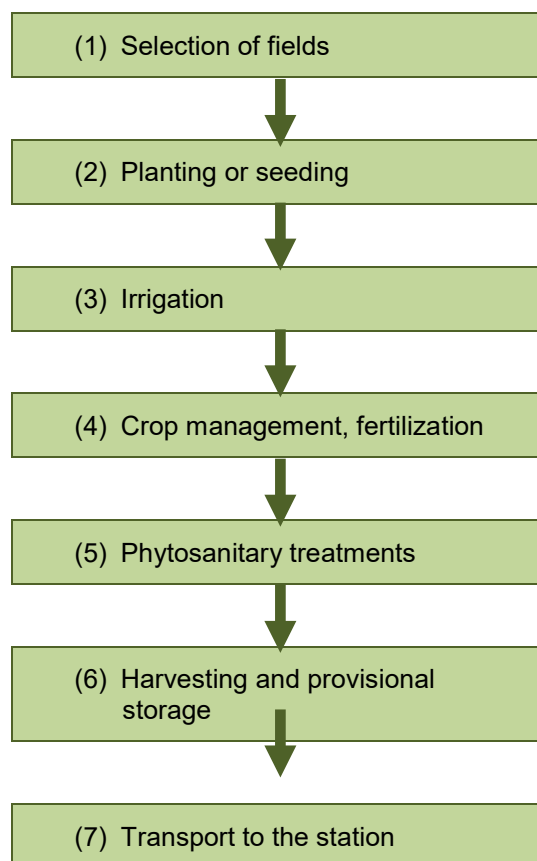 (1) Selection of fields
(2) Planting or seeding
(3) Irrigation
(4) Crop management, fertilization
(5) Phytosanitary treatments
(6) Harvesting and provisional
storage
(7) Transport to the station